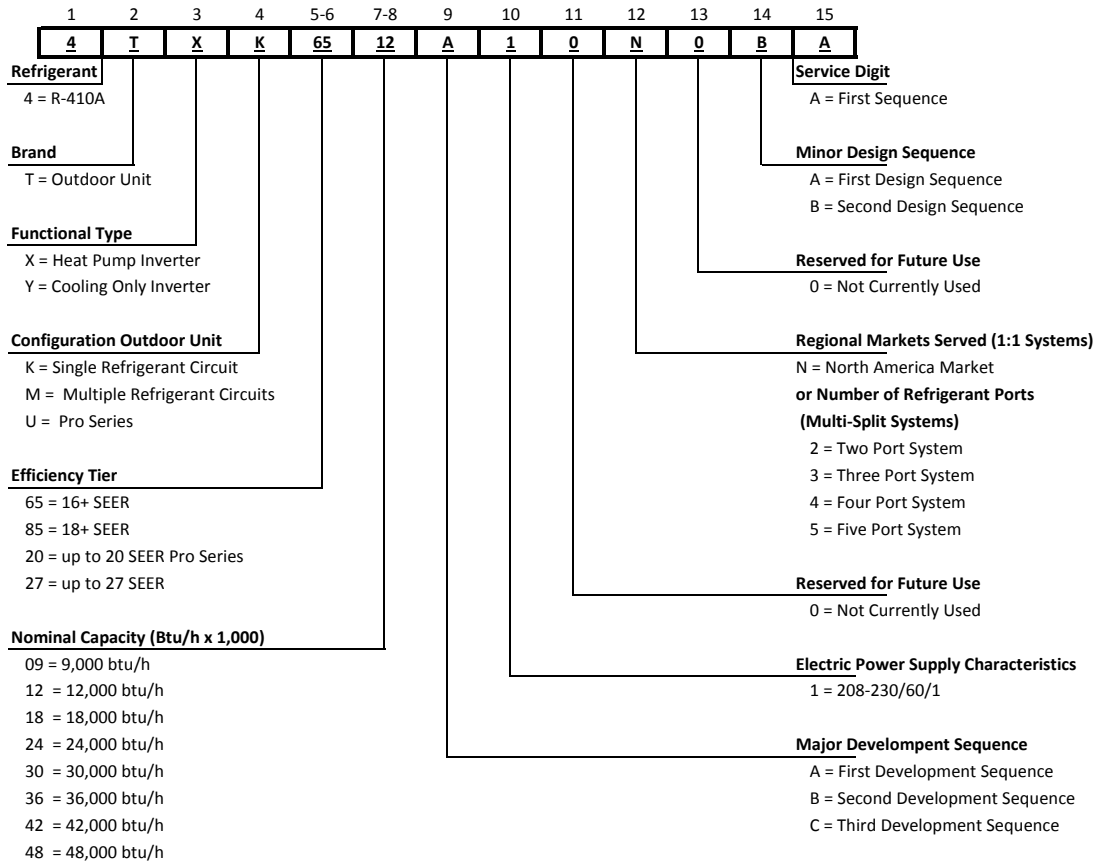 1 2 3 4 5-6 7-8 9 10 11 12 13 14 15
4 T X K 65 12 A 1 0 N 0 B A
Refrigerant
4 = R-410A
Brand
T = Outdoor Unit
Functional Type
X = Heat Pump Inverter
Y = Cooling Only Inverter
Configuration Outdoor Unit
K = Single Refrigerant Circuit
M = Multiple Refrigerant Circuits
U = Pro Series
Efficiency Tier
65 = 16+ SEER
85 = 18+ SEER
20 = up to 20 SEER Pro Series
27 = up to 27 SEER
Nominal Capacity (Btu/h x 1,000)
09 = 9,000 btu/h
12 = 12,000 btu/h
18 = 18,000 btu/h
24 = 24,000 btu/h
30 = 30,000 btu/h
36 = 36,000 btu/h
42 = 42,000 btu/h
48 = 48,000 btu/h
Service Digit
A = First Sequence
Minor Design Sequence
A = First Design Sequence
B = Second Design Sequence
Reserved for Future Use
0 = Not Currently Used
Regional Markets Served (1:1 Systems)
N = North America Market
or Number of Refrigerant Ports
(Multi-Split Systems)
2 = Two Port System
3 = Three Port System
4 = Four Port System
5 = Five Port System
Reserved for Future Use
0 = Not Currently Used
Electric Power Supply Characteristics
1 = 208-230/60/1
Major Develompent Sequence
A = First Development Sequence
B = Second Development Sequence
C = Third Development Sequence